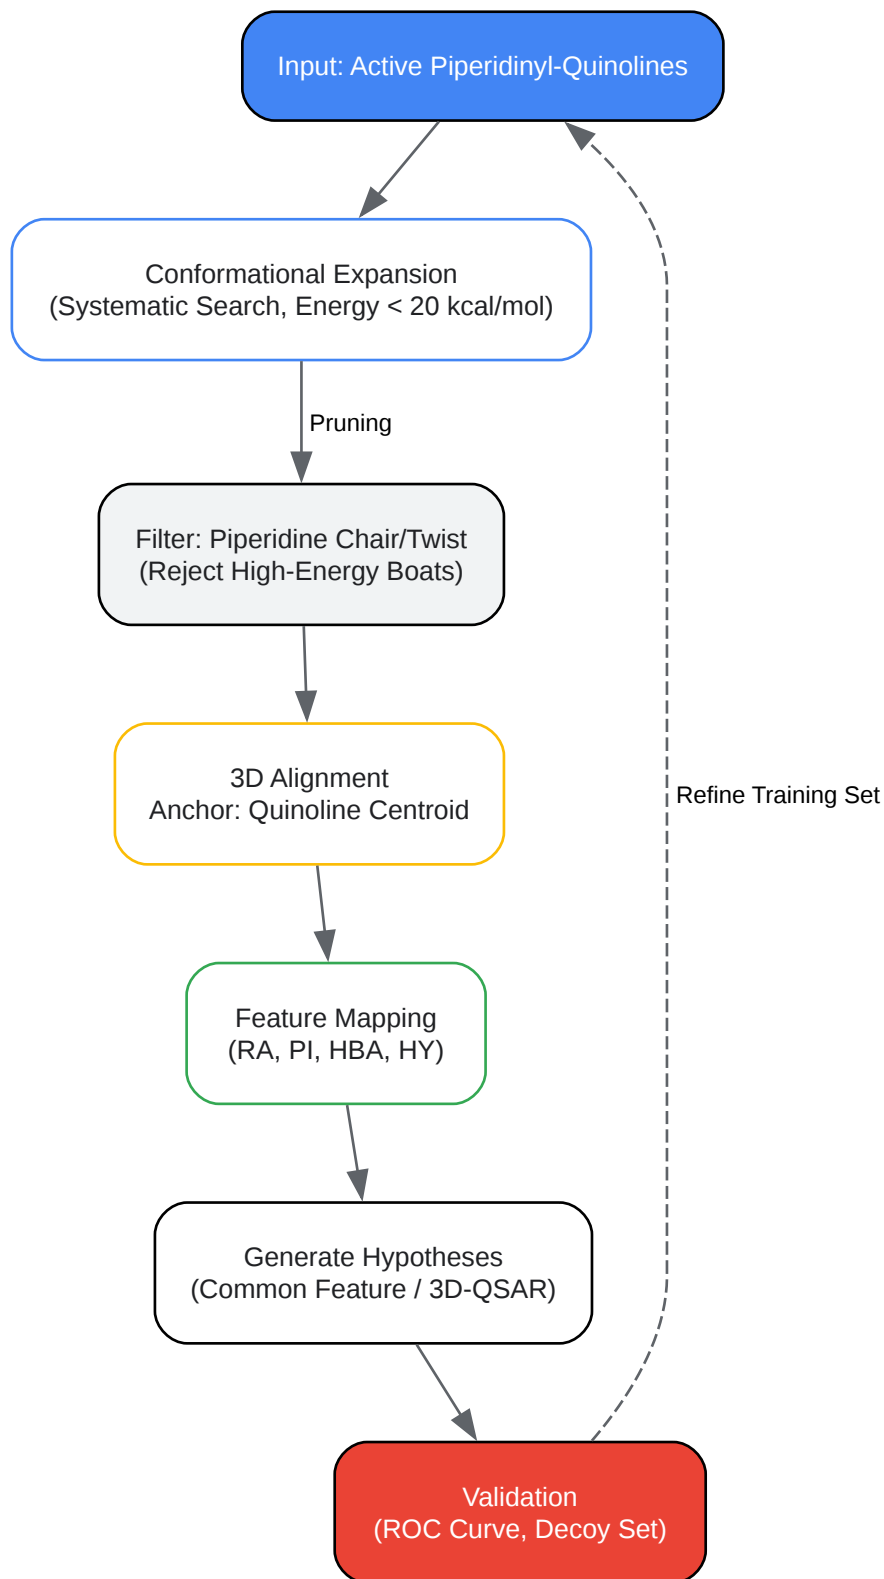 Input: Active Piperidinyl-Quinolines
Conformational Expansion
(Systematic Search, Energy < 20 kcal/mol)
Pruning
Filter: Piperidine Chair/Twist
(Reject High-Energy Boats)
3D Alignment
Anchor: Quinoline Centroid
Refine Training Set
Feature Mapping
(RA, PI, HBA, HY)
Generate Hypotheses
(Common Feature / 3D-QSAR)
Validation
(ROC Curve, Decoy Set)